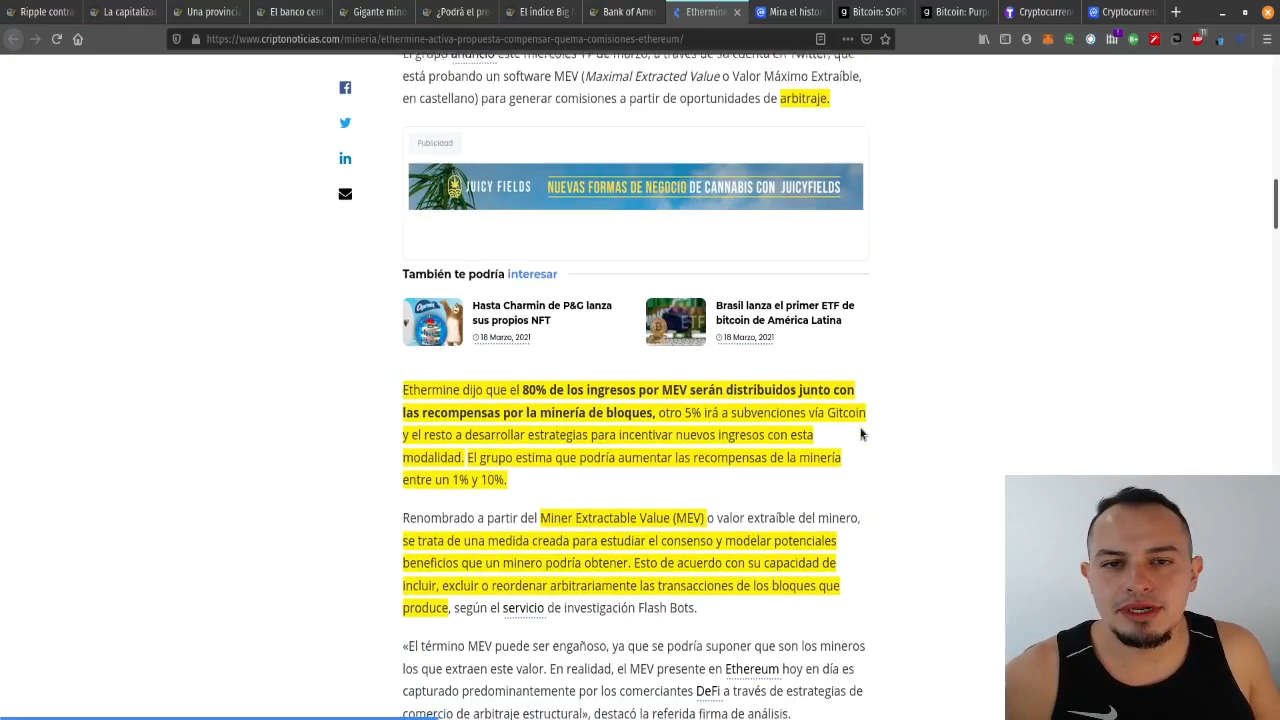 Ripple contra
La capitaliza
Una provincia
El banco cent
Gigante mino
¿Podrá el pre
El índice Big
Bank of Amer
Ethermine
Mira el histor
Bitcoin: SOPR
Bitcoin: Purp
Cryptocurren
Cryptocurren
https://www.criptonoticias.com/mineria/ethermine-activa-propuesta-compensar-quema-comisiones-ethereum/
El grupo anunció este miércoles 17 de marzo, a través de su cuenta en Twitter, que
está probando un software MEV (Maximal Extracted Value o Valor Máximo Extraíble,
en castellano) para generar comisiones a partir de oportunidades de arbitraje.
Publicidad
JUICY FIELDS NUEVAS FORMAS DE NEGOCIO DE CANNABIS CON JUICYFIELDS
También te podría interesar
Hasta Charmin de P&G lanza
sus propios NFT
18 Marzo, 2021
Brasil lanza el primer ETF de
bitcoin de América Latina
18 Marzo, 2021
Ethermine dijo que el 80% de los ingresos por MEV serán distribuidos junto con
las recompensas por la minería de bloques, otro 5% irá a subvenciones vía Gitcoin
y el resto a desarrollar estrategias para incentivar nuevos ingresos con esta
modalidad. El grupo estima que podría aumentar las recompensas de la minería
entre un 1% y 10%.
Renombrado a partir del Miner Extractable Value (MEV) o valor extraíble del minero,
se trata de una medida creada para estudiar el consenso y modelar potenciales
beneficios que un minero podría obtener. Esto de acuerdo con su capacidad de
incluir, excluir o reordenar arbitrariamente las transacciones de los bloques que
produce, según el servicio de investigación Flash Bots.
«El término MEV puede ser engañoso, ya que se podría suponer que son los mineros
los que extraen este valor. En realidad, el MEV presente en Ethereum hoy en día es
capturado predominantemente por los comerciantes DeFi a través de estrategias de
comercio de arbitraje estructural», destacó la referida firma de análisis.